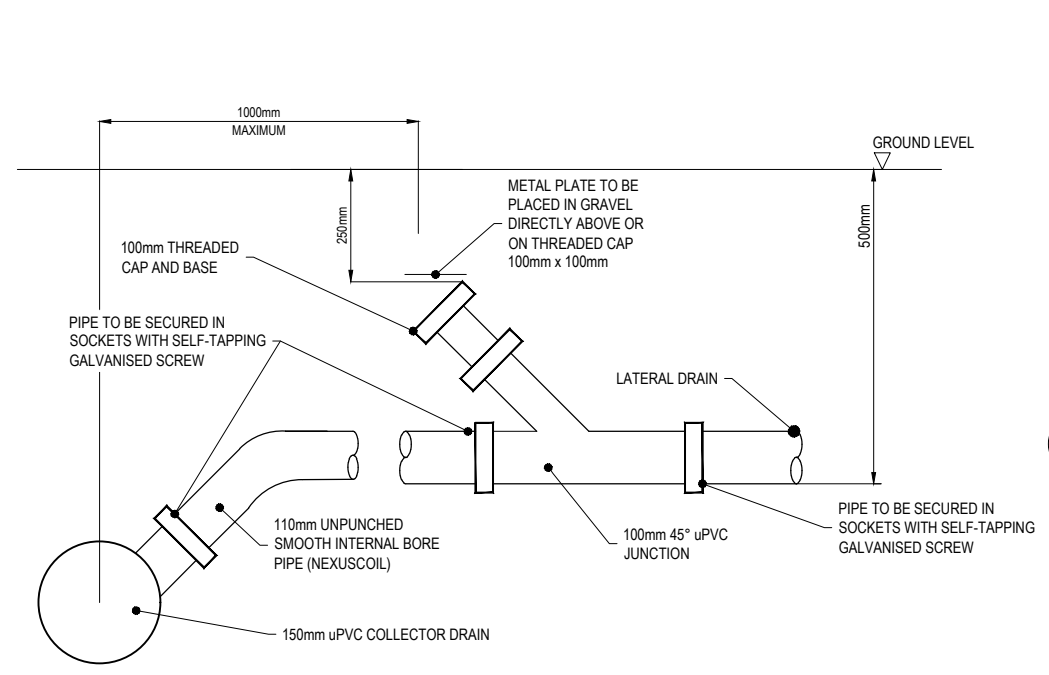 1000mm
MAXIMUM
GROUND LEVEL
METAL PLATE TO BE
PLACED IN GRAVEL
DIRECTLY ABOVE OR
ON THREADED CAP
100mm x 100mm
250mm
500mm
100mm THREADED
CAP AND BASE
PIPE TO BE SECURED IN
SOCKETS WITH SELF-TAPPING
GALVANISED SCREW
LATERAL DRAIN
110mm UNPUNCHED
SMOOTH INTERNAL BORE
PIPE (NEXUSCOIL)
100mm 45° uPVC
JUNCTION
PIPE TO BE SECURED IN
SOCKETS WITH SELF-TAPPING
GALVANISED SCREW
150mm uPVC COLLECTOR DRAIN